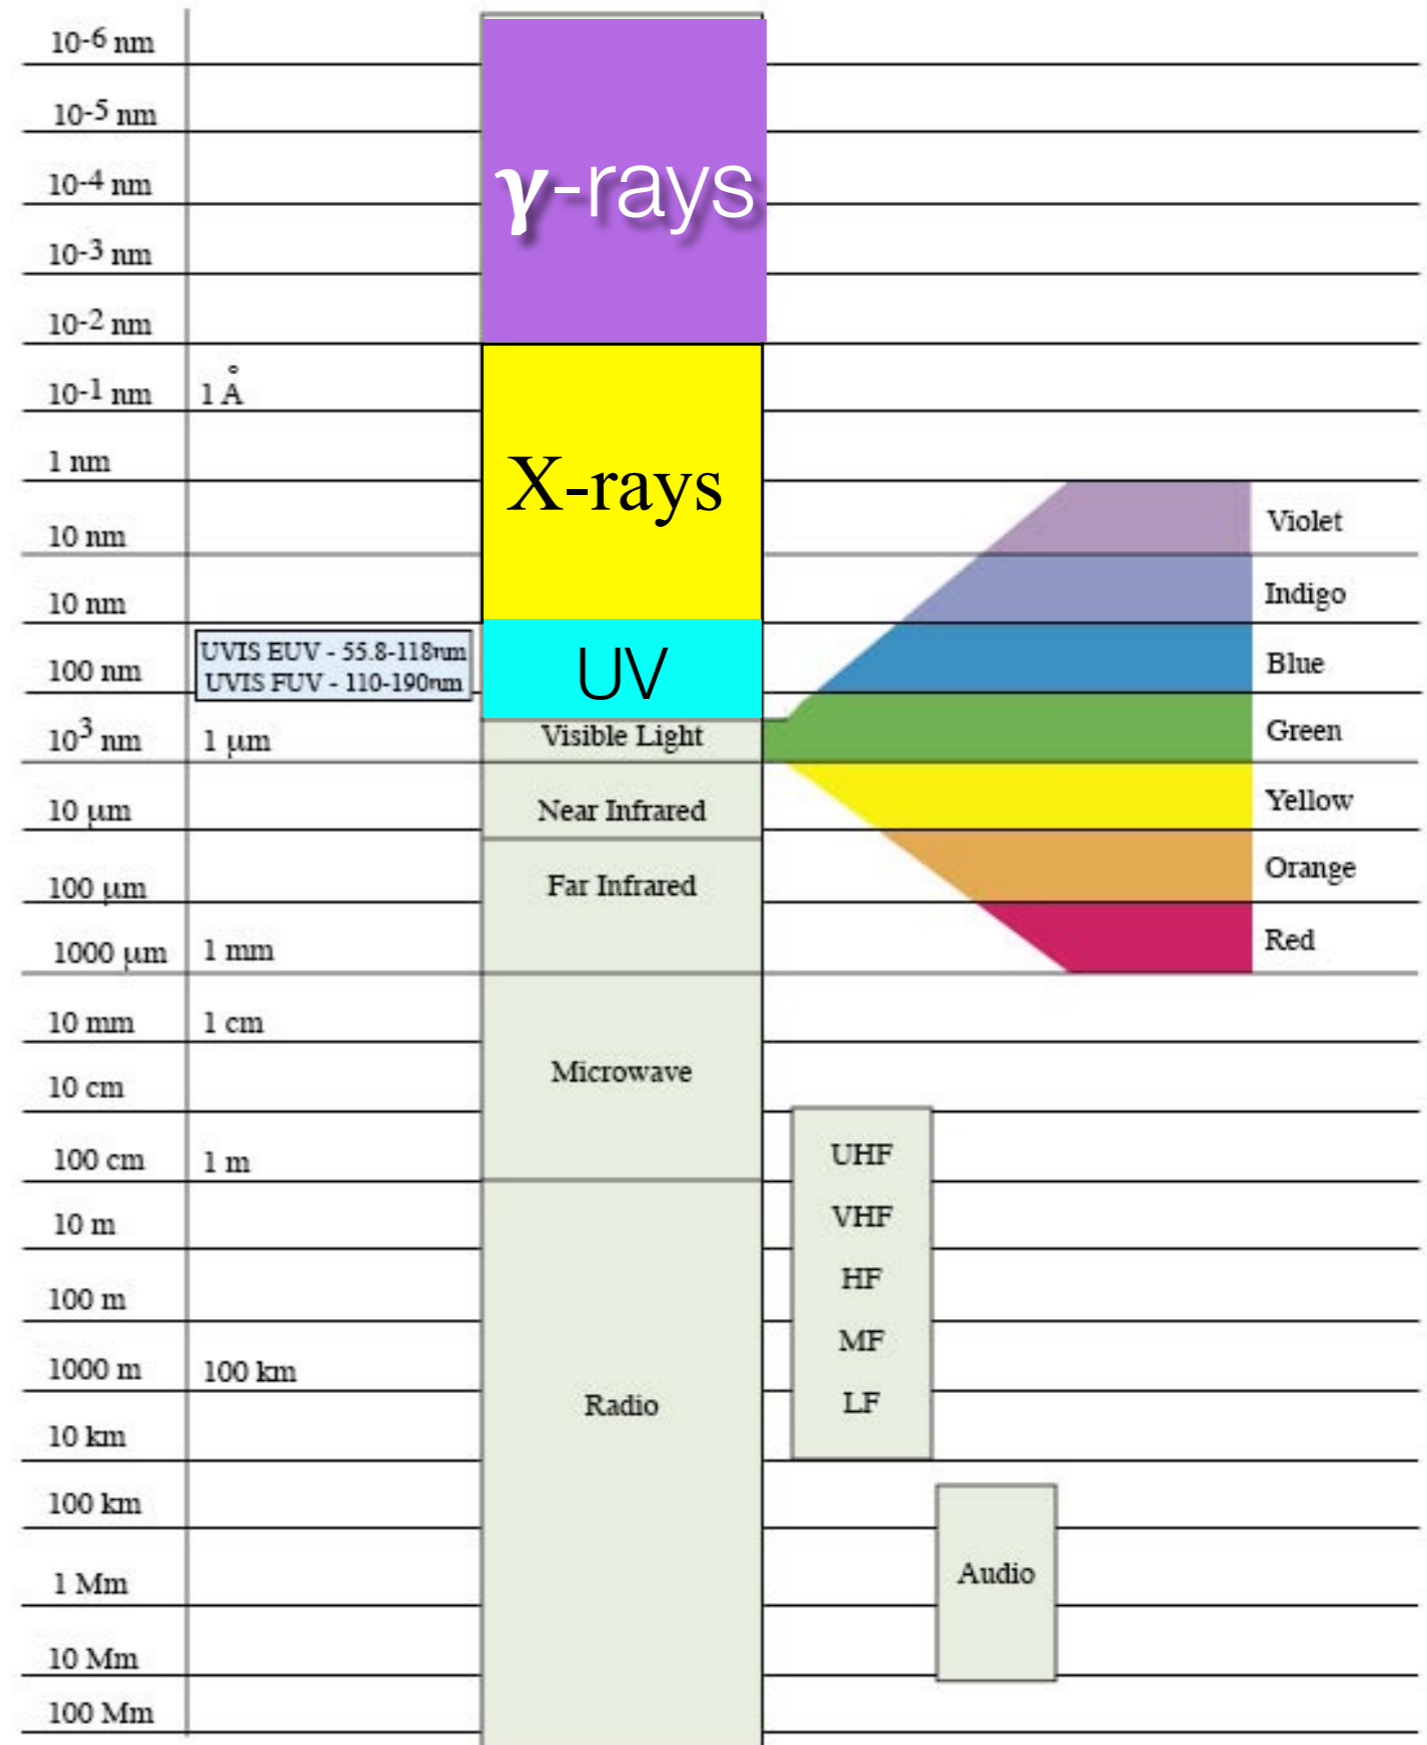 10-6 nm
10-5 nm
γ-rays
10-4 nm
10-3 nm
10-2 nm
10-1 nm 1 Å
1 nm
X-rays
10 nm
Violet
10 nm
Indigo
UVIS EUV - 55.8-118nm
UVIS FUV - 110-190nm
100 nm
UV
Blue
10³ nm 1 μm
Visible Light
Green
10 μm
Near Infrared
Yellow
100 μm
Far Infrared
Orange
1000 μm 1 mm
Red
10 mm 1 cm
Microwave
10 cm
100 cm 1 m
UHF
10 m
VHF
100 m
HF
MF
1000 m 100 km
Radio
LF
10 km
100 km
1 Mm
Audio
10 Mm
100 Mm